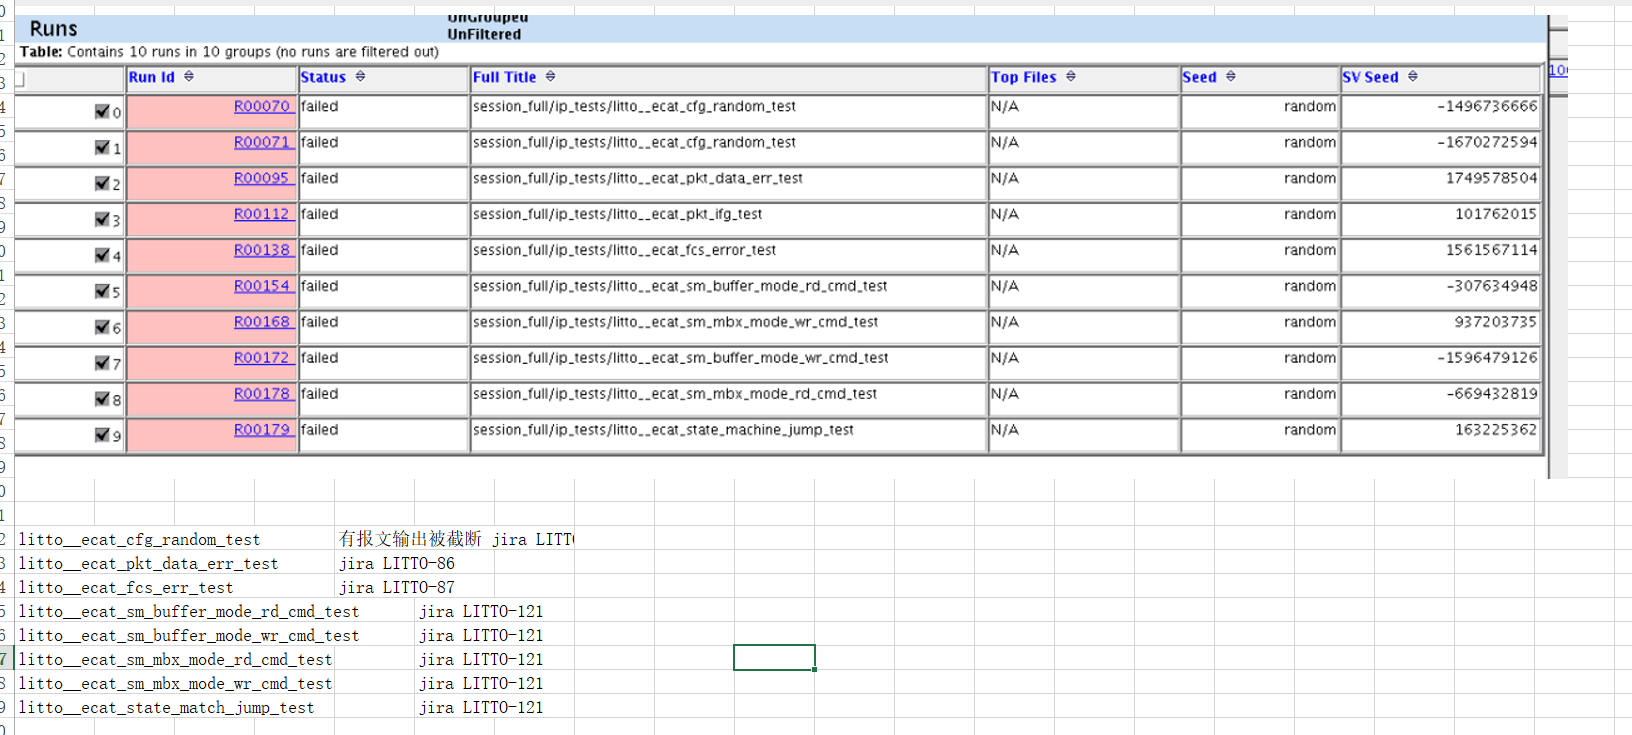 UnGrouped
Runs
UnFiltered
Table: Contains 10 runs in 10 groups (no runs are filtered out)
Run Id Status Full Title Top Files Seed SV Seed
0 R00070 failed session_full/ip_tests/litto__ecat_cfg_random_test N/A random -1496736666
1 R00071 failed session_full/ip_tests/litto__ecat_cfg_random_test N/A random -1670272594
2 R00095 failed session_full/ip_tests/litto__ecat_pkt_data_err_test N/A random 1749578504
3 R00112 failed session_full/ip_tests/litto__ecat_pkt_ifg_test N/A random 101762015
4 R00138 failed session_full/ip_tests/litto__ecat_fcs_error_test N/A random 1561567114
5 R00154 failed session_full/ip_tests/litto__ecat_sm_buffer_mode_rd_cmd_test N/A random -307634948
6 R00168 failed session_full/ip_tests/litto__ecat_sm_mbx_mode_wr_cmd_test N/A random 937203735
7 R00172 failed session_full/ip_tests/litto__ecat_sm_buffer_mode_wr_cmd_test N/A random -1596479126
8 R00178 failed session_full/ip_tests/litto__ecat_sm_mbx_mode_rd_cmd_test N/A random -669432819
9 R00179 failed session_full/ip_tests/litto__ecat_state_machine_jump_test N/A random 163225362
litto__ecat_cfg_random_test 有报文输出被截断 jira LITT
litto__ecat_pkt_data_err_test jira LITTO-86
litto__ecat_fcs_err_test jira LITTO-87
litto__ecat_sm_buffer_mode_rd_cmd_test jira LITTO-121
litto__ecat_sm_buffer_mode_wr_cmd_test jira LITTO-121
litto__ecat_sm_mbx_mode_rd_cmd_test jira LITTO-121
litto__ecat_sm_mbx_mode_wr_cmd_test jira LITTO-121
litto__ecat_state_match_jump_test jira LITTO-121